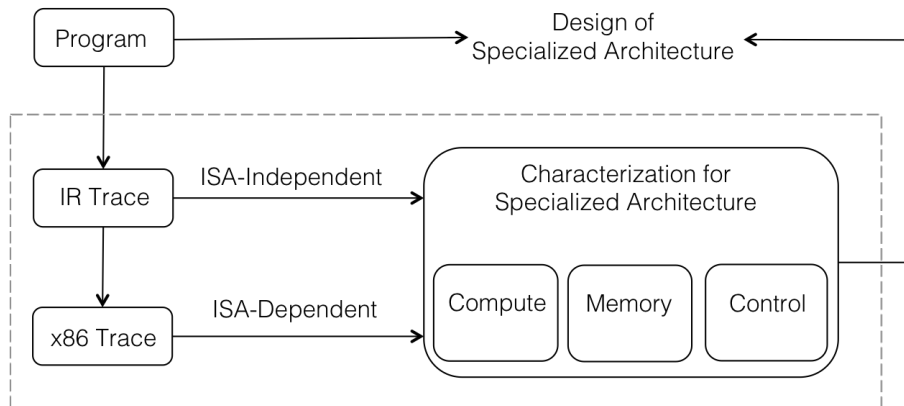 Program
Design of
Specialized Architecture
IR Trace
ISA-Independent
Characterization for
Specialized Architecture
x86 Trace
ISA-Dependent
Compute
Memory
Control